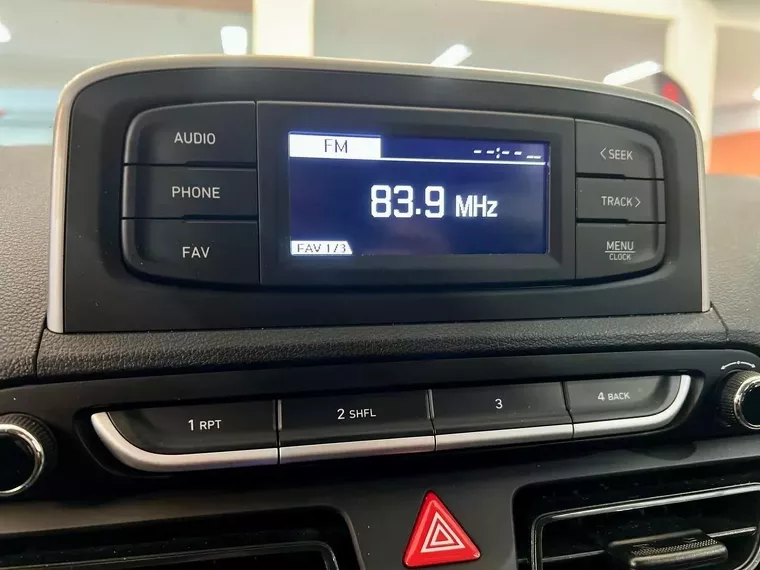 AUDIO
PHONE
FAV
FM
--:-- --
83.9 MHz
FAV 1/3
<SEEK
TRACK>
MENU
CLOCK
1 RPT
2 SHFL
3
4 BACK